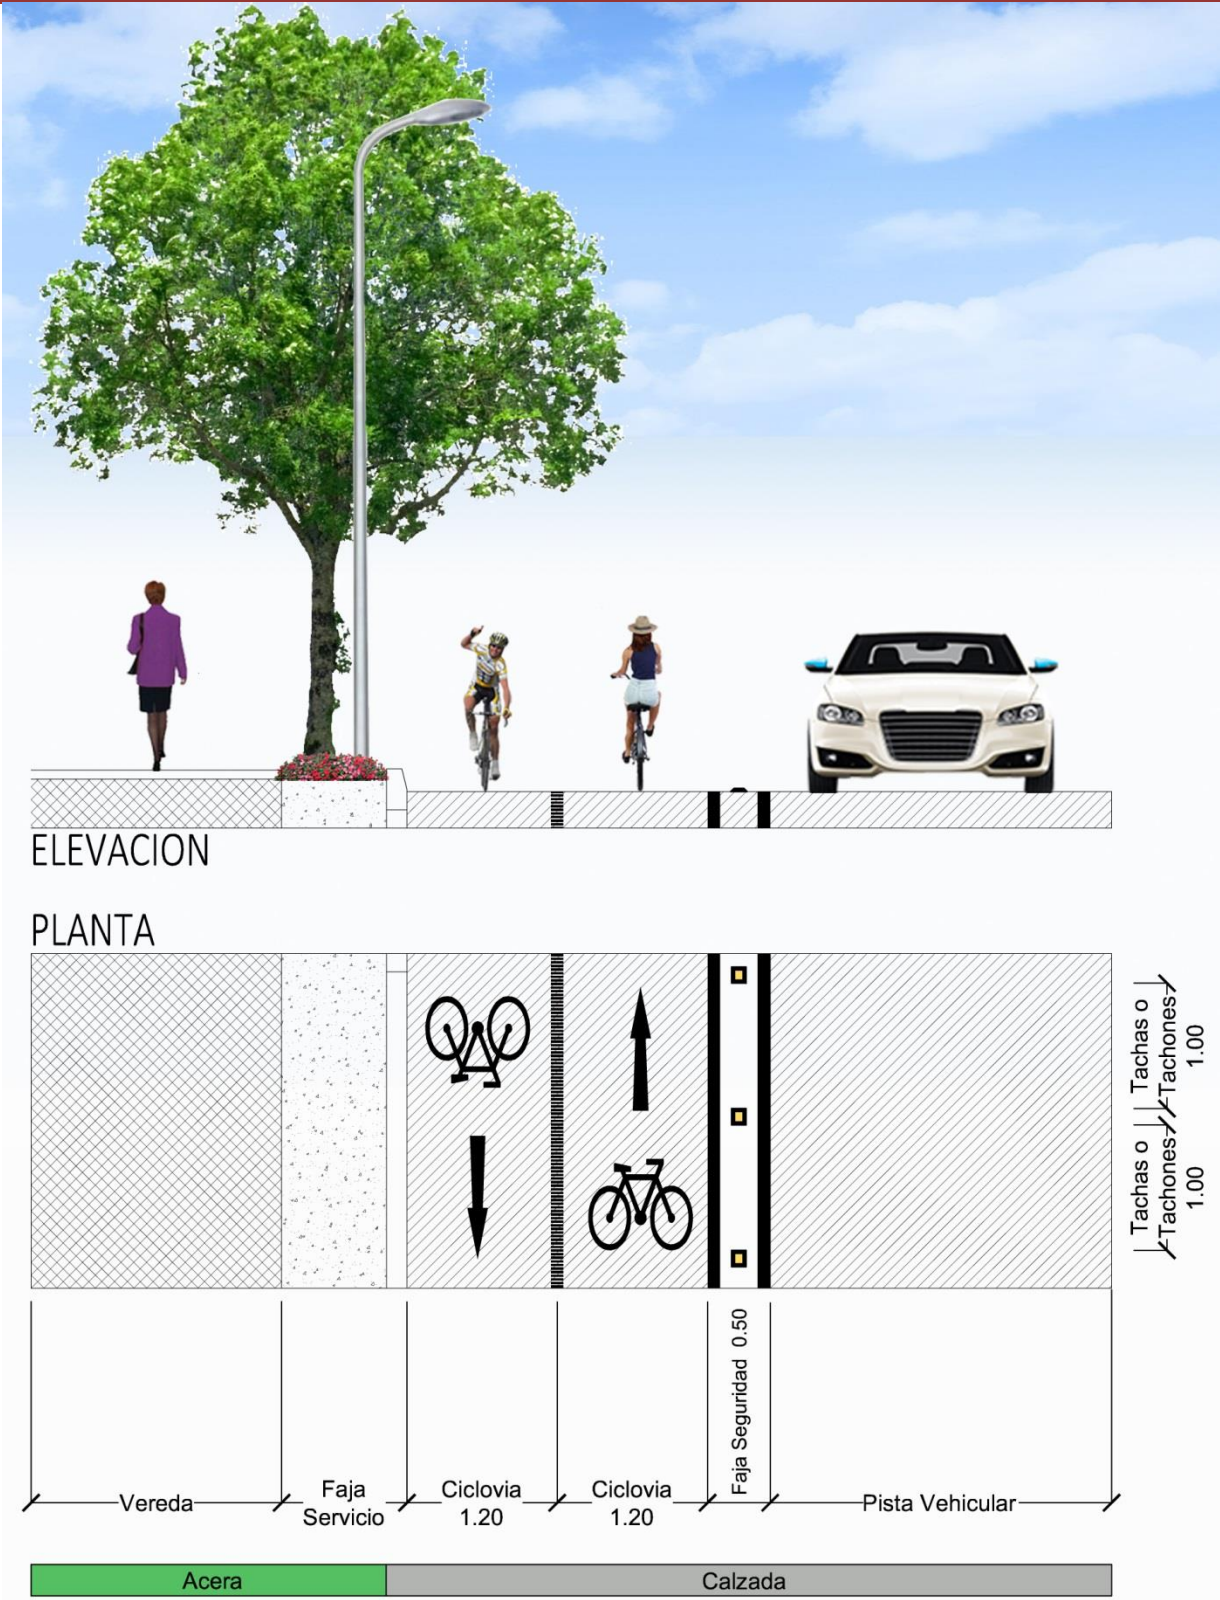 ELEVACION
PLANTA
Tachas o
Tachones
1.00
Tachas o
Tachones
1.00
Vereda
Faja
Servicio
Ciclovia
1.20
Ciclovia
1.20
Faja Seguridad 0.50
Pista Vehicular
Acera
Calzada